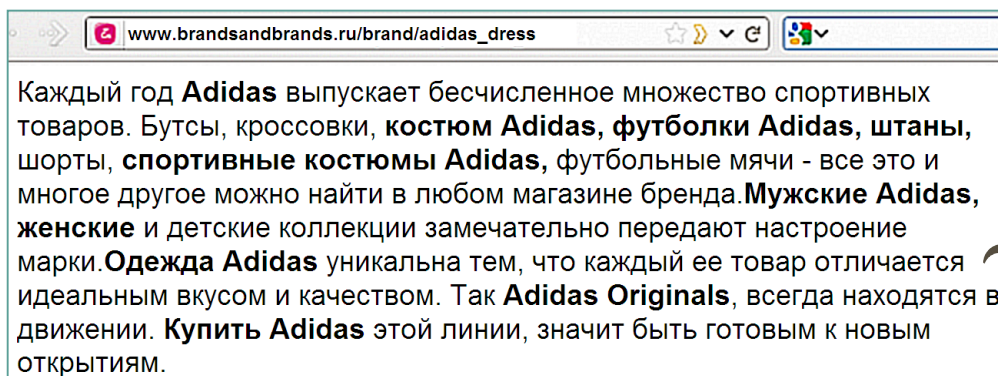 www.brandsandbrands.ru/brand/adidas_dress
Каждый год Adidas выпускает бесчисленное множество спортивных
товаров. Бутсы, кроссовки, костюм Adidas, футболки Adidas, штаны,
шорты, спортивные костюмы Adidas, футбольные мячи - все это и
многое другое можно найти в любом магазине бренда.Мужские Adidas,
женские и детские коллекции замечательно передают настроение
марки.Одежда Adidas уникальна тем, что каждый ее товар отличается
идеальным вкусом и качеством. Так Adidas Originals, всегда находятся в
движении. Купить Adidas этой линии, значит быть готовым к новым
открытиям.